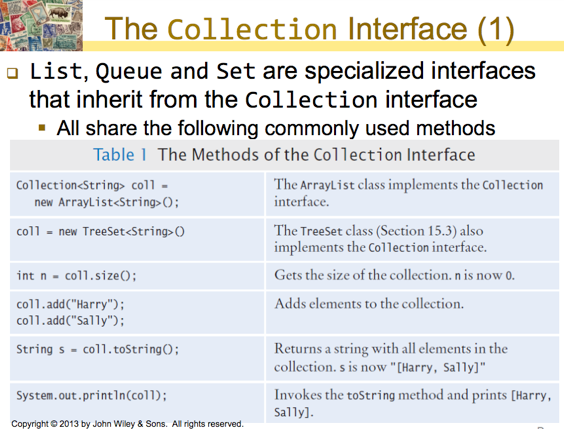 The Collection Interface (1)
List, Queue and Set are specialized interfaces
that inherit from the Collection interface
All share the following commonly used methods
Table 1 The Methods of the Collection Interface
Collection<String> coll =
new ArrayList<String>();
The ArrayList class implements the Collection
interface.
coll = new TreeSet<String>()
The TreeSet class (Section 15.3) also
implements the Collection interface.
int n = coll.size();
Gets the size of the collection. n is now 0.
coll.add("Harry");
coll.add("Sally");
Adds elements to the collection.
String s = coll.toString();
Returns a string with all elements in the
collection. s is now "[Harry, Sally]"
System.out.println(coll);
Invokes the toString method and prints [Harry,
Sally].
Copyright © 2013 by John Wiley & Sons. All rights reserved.